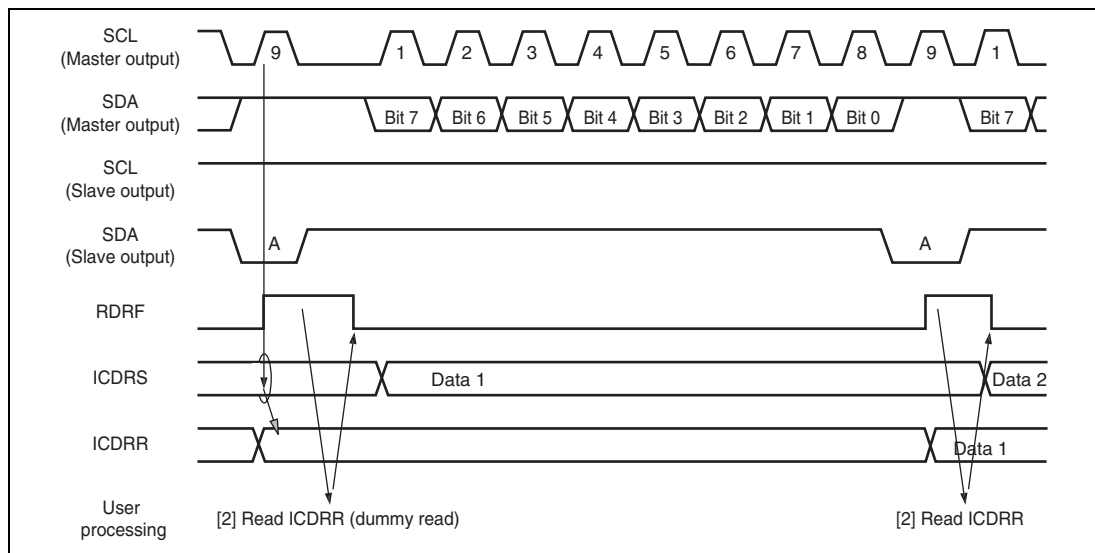 SCL
(Master output)
9 1 2 3 4 5 6 7 8 9 1
SDA
(Master output)
Bit 7 Bit 6 Bit 5 Bit 4 Bit 3 Bit 2 Bit 1 Bit 0 Bit 7
SCL
(Slave output)
SDA
(Slave output)
A A
RDRF
ICDRS
Data 1 Data 2
ICDRR
Data 1
User
processing
[2] Read ICDRR (dummy read) [2] Read ICDRR